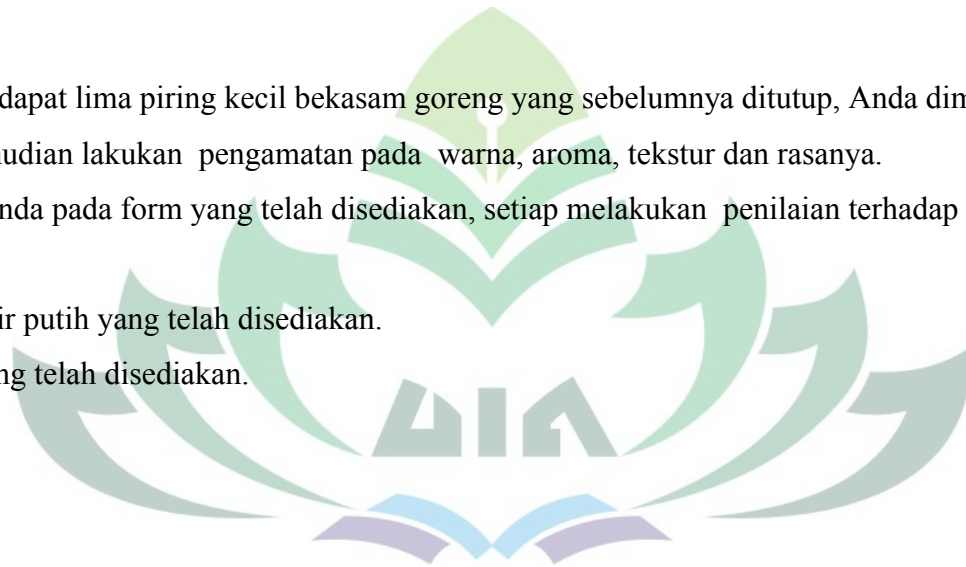 dapat lima piring kecil bekasam goreng yang sebelumnya ditutup, Anda dim
udian lakukan pengamatan pada warna, aroma, tekstur dan rasanya.
nda pada form yang telah disediakan, setiap melakukan penilaian terhadap
ir putih yang telah disediakan.
ng telah disediakan.
UIN